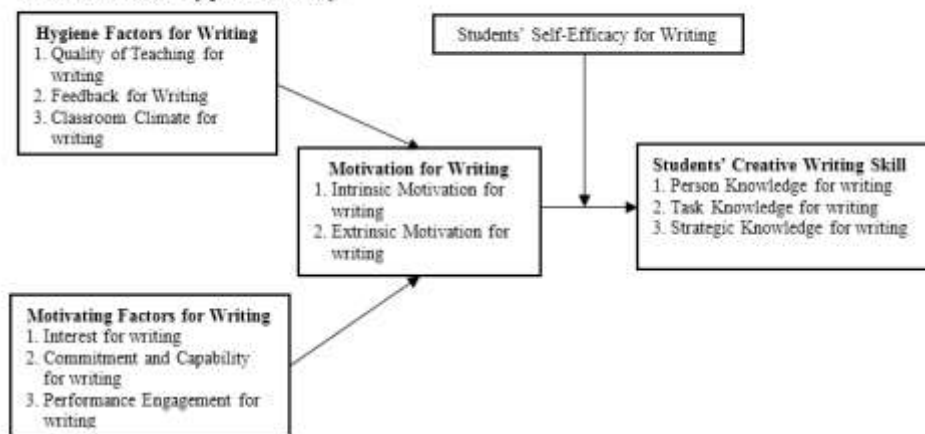 Hygiene Factors for Writing
1. Quality of Teaching for
writing
2. Feedback for Writing
3. Classroom Climate for
writing
Students' Self-Efficacy for Writing
Motivation for Writing
1. Intrinsic Motivation for
writing
2. Extrinsic Motivation for
writing
Students' Creative Writing Skill
1. Person Knowledge for writing
2. Task Knowledge for writing
3. Strategic Knowledge for writing
Motivating Factors for Writing
1. Interest for writing
2. Commitment and Capability
for writing
3. Performance Engagement for
writing